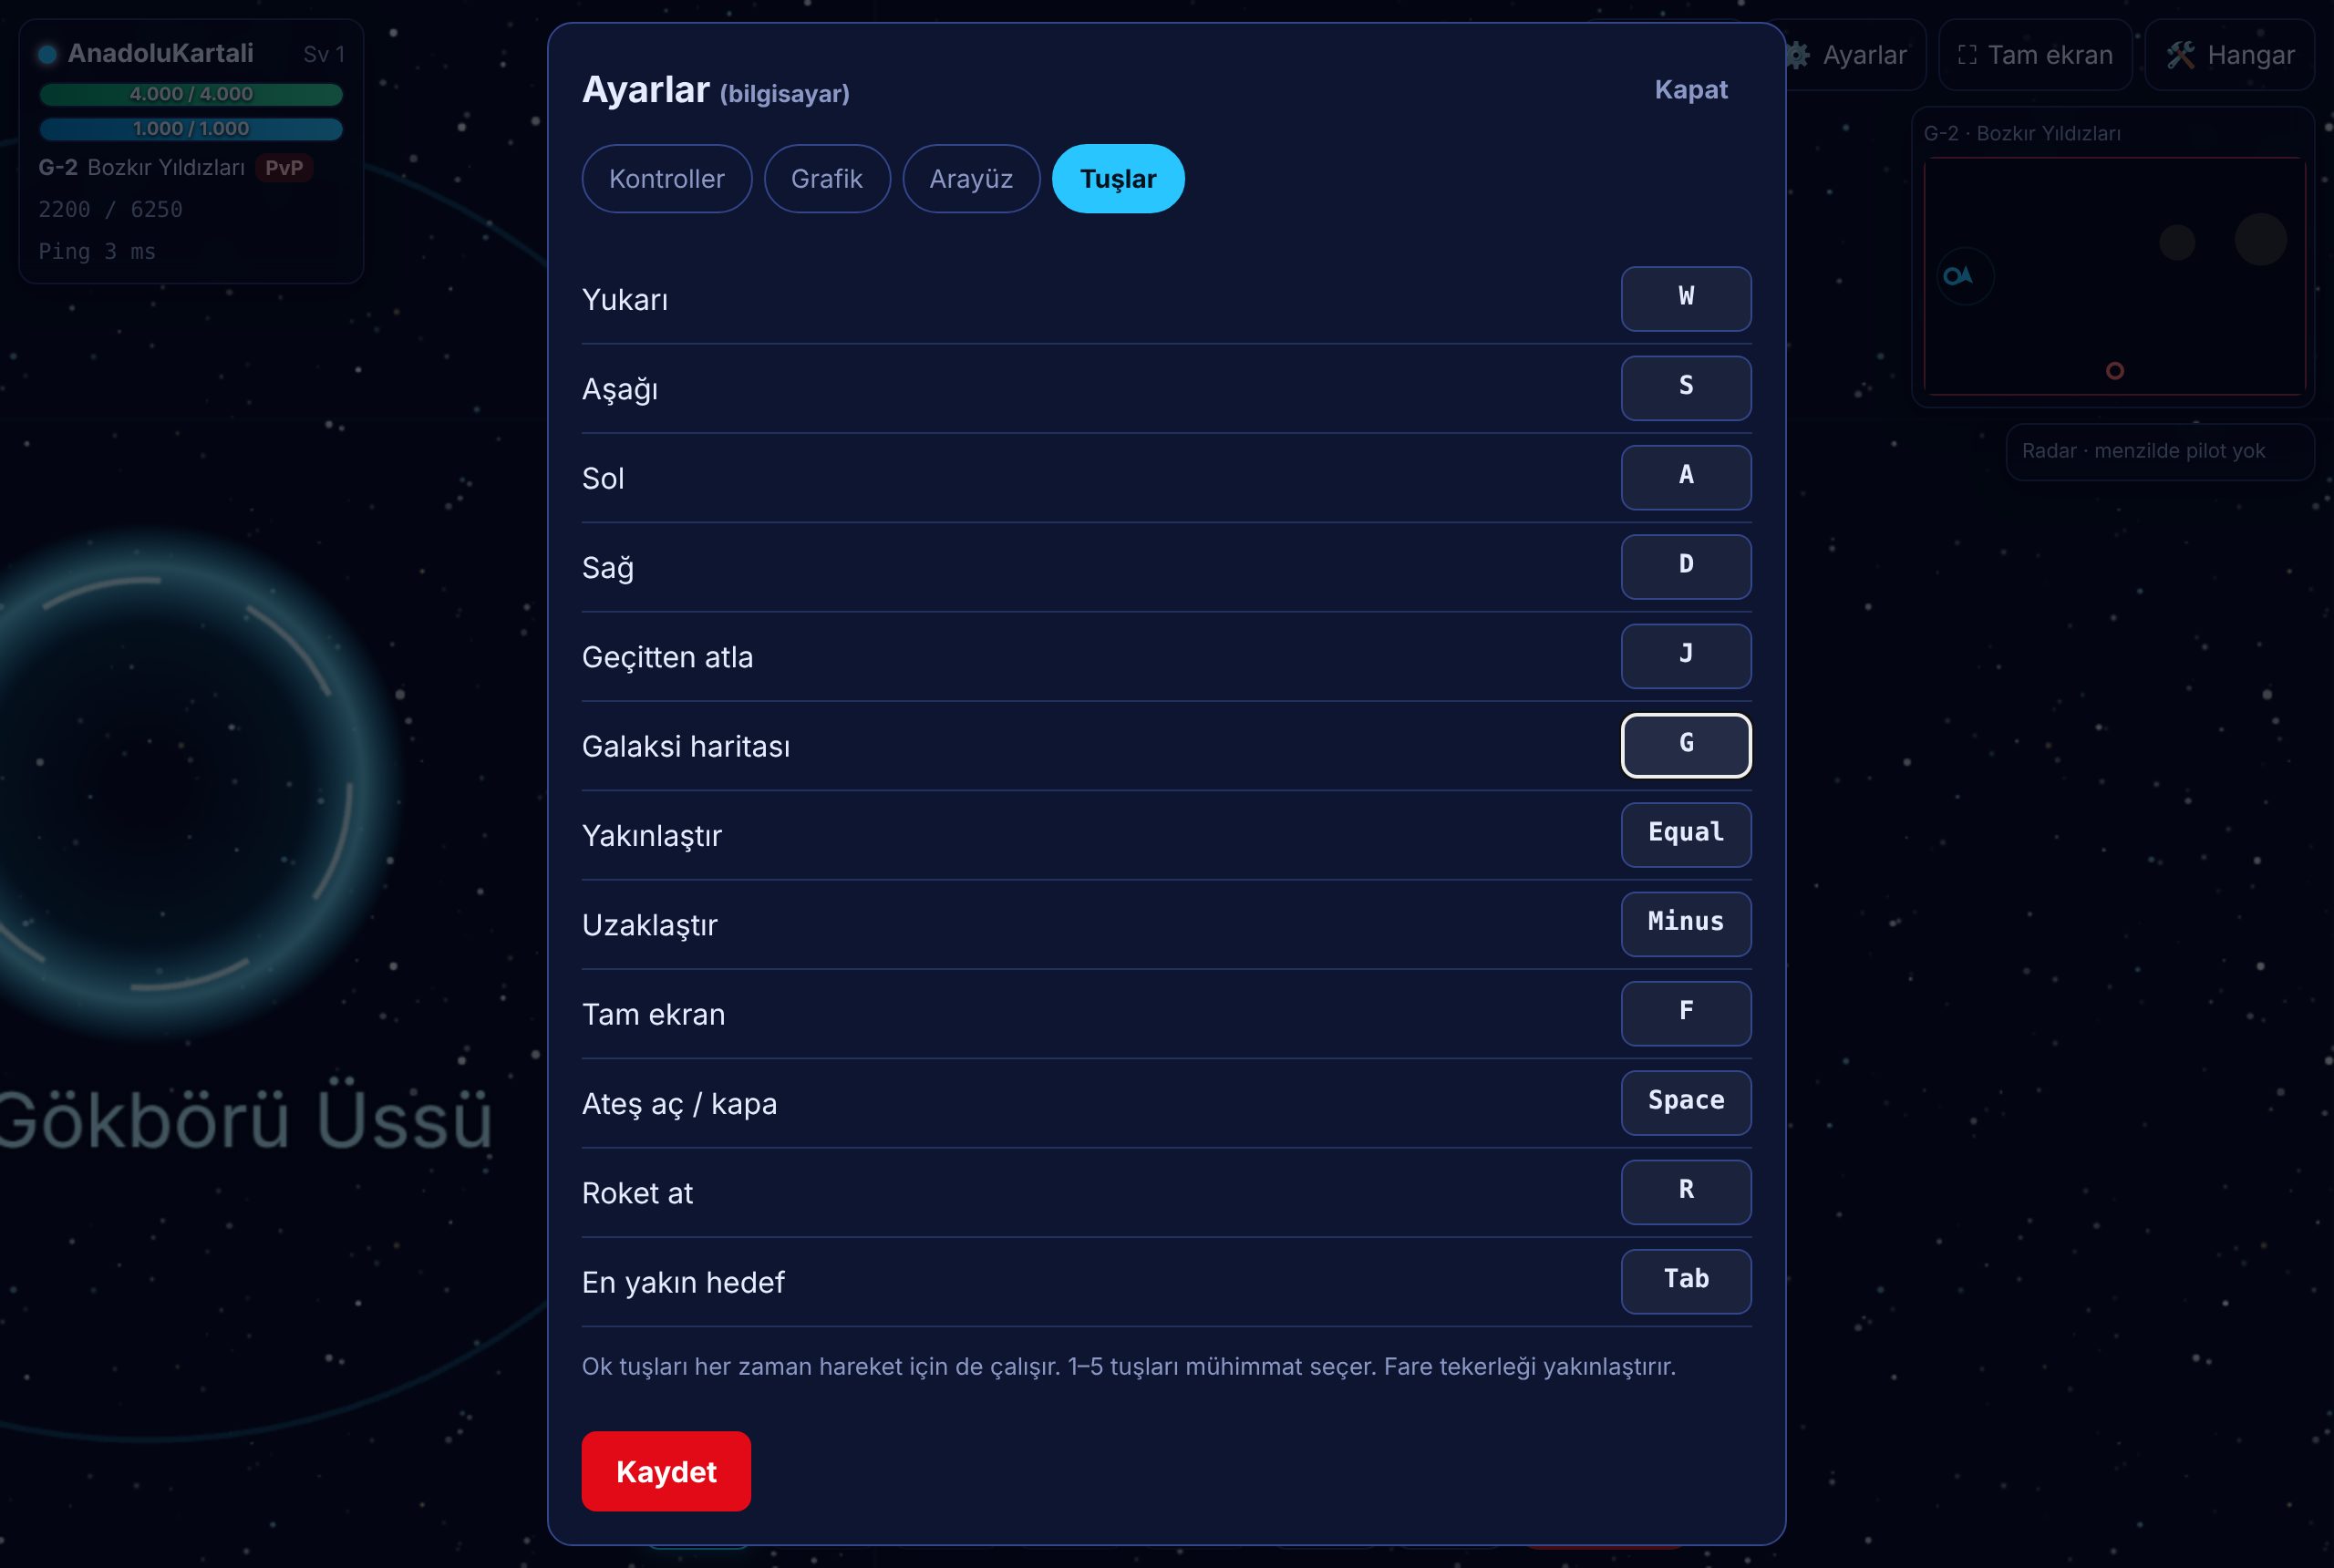 AnadoluKartali Sv 1
4.000 / 4.000
1.000 / 1.000
G-2 Bozkır Yıldızları PvP
2200 / 6250
Ping 3 ms
Ayarlar
Tam ekran
Hangar
G-2 · Bozkır Yıldızları
Radar · menzilde pilot yok
Gökbörü Üssü
Ayarlar (bilgisayar)
Kapat
Kontroller
Grafik
Arayüz
Tuşlar
Yukarı W
Aşağı S
Sol A
Sağ D
Geçitten atla J
Galaksi haritası G
Yakınlaştır Equal
Uzaklaştır Minus
Tam ekran F
Ateş aç / kapa Space
Roket at R
En yakın hedef Tab
Ok tuşları her zaman hareket için de çalışır. 1–5 tuşları mühimmat seçer. Fare tekerleği yakınlaştırır.
Kaydet